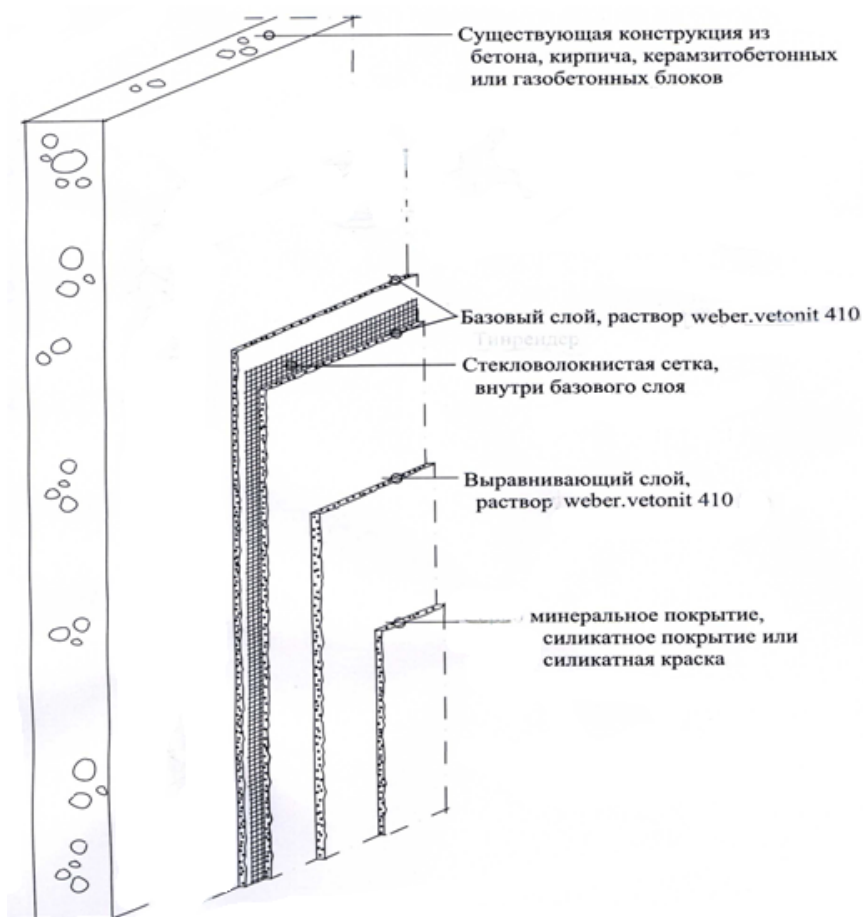 Существующая конструкция из
бетона, кирпича, керамзитобетонных
или газобетонных блоков
Базовый слой, раствор weber.vetonit 410
Тинрендер
Стекловолокнистая сетка,
внутри базового слоя
Выравнивающий слой,
раствор weber.vetonit 410
минеральное покрытие,
силикатное покрытие или
силикатная краска